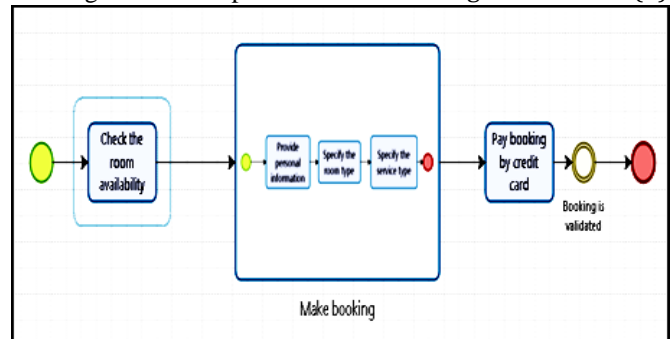 Check the
room
availability
Provide
personal
information
Specify the
room type
Specify the
service type
Pay booking
by credit
card
Booking is
validated
Make booking